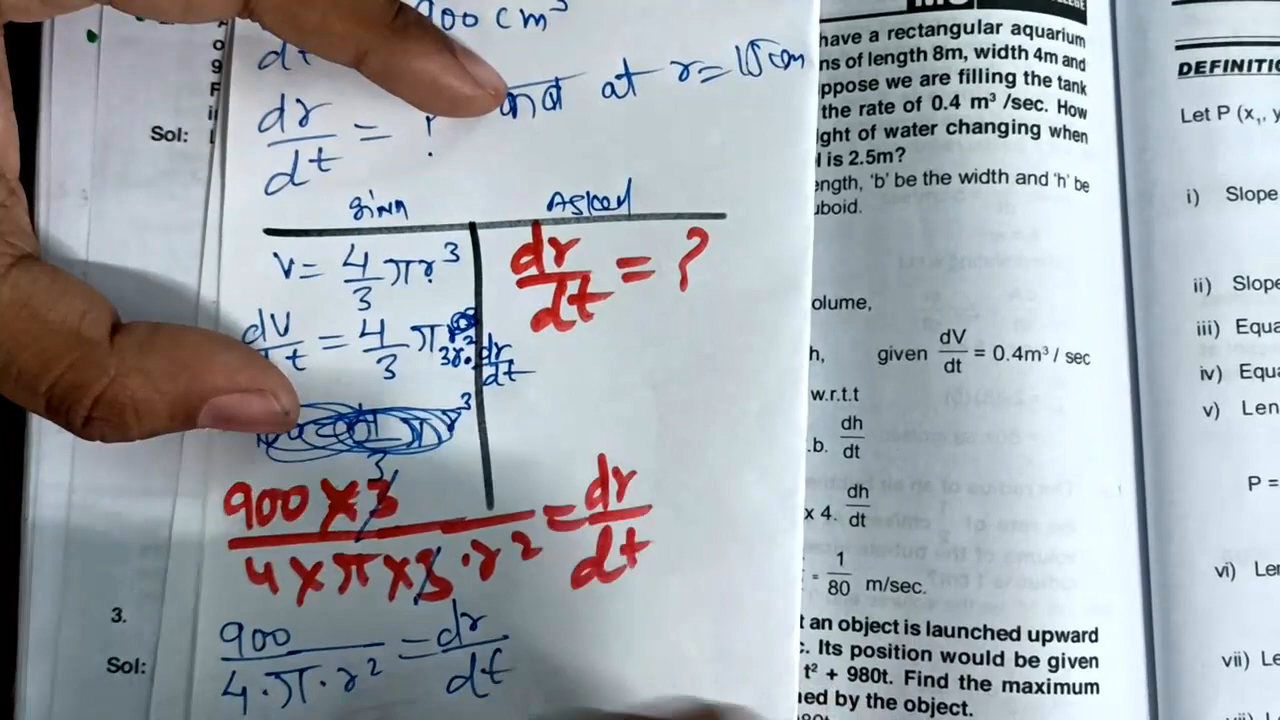 900 cm³
dt
dr/dt = ? at r = 15 cm
Asked
V = 4/3 πr³
dr/dt = ?
dV = 4/3 π 3r². dr/dt
900 × 3 / 4 × π × 3 · r² = dr/dt
900 / 4 · π · r² = dr/dt
Sol:
3.
Sol:
have a rectangular aquarium
ns of length 8m, width 4m and
ppose we are filling the tank
the rate of 0.4 m³ /sec. How
ght of water changing when
l is 2.5m?
ength, ‘b’ be the width and ‘h’ be
uboid.
olume,
h, given dV/dt = 0.4m³ / sec
w.r.t.t
.b. dh/dt
x 4. dh/dt
= 1/80 m/sec.
t an object is launched upward
. Its position would be given
t² + 980t. Find the maximum
ned by the object.
DEFINITI
Let P (x₁, y
i) Slope
ii) Slope
iii) Equa
iv) Equa
v) Len
P =
vi) Ler
vii) Le